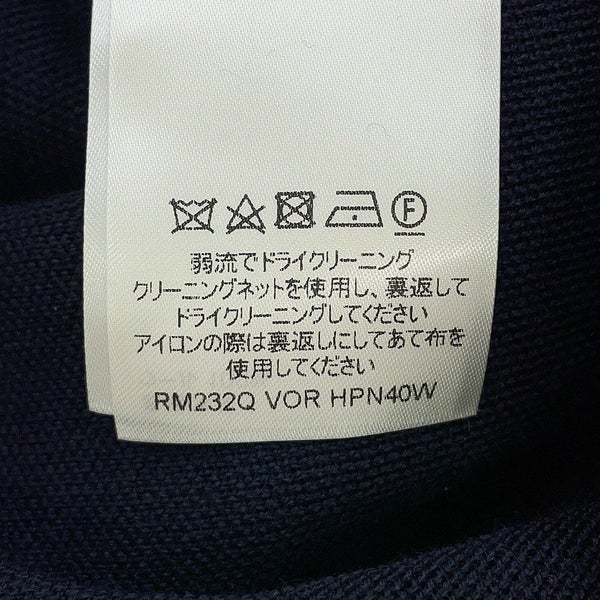 F
弱流でドライクリーニング
クリーニングネットを使用し、裏返して
ドライクリーニングしてください
アイロンの際は裏返しにしてあて布を
使用してください
RM232Q VOR HPN40W